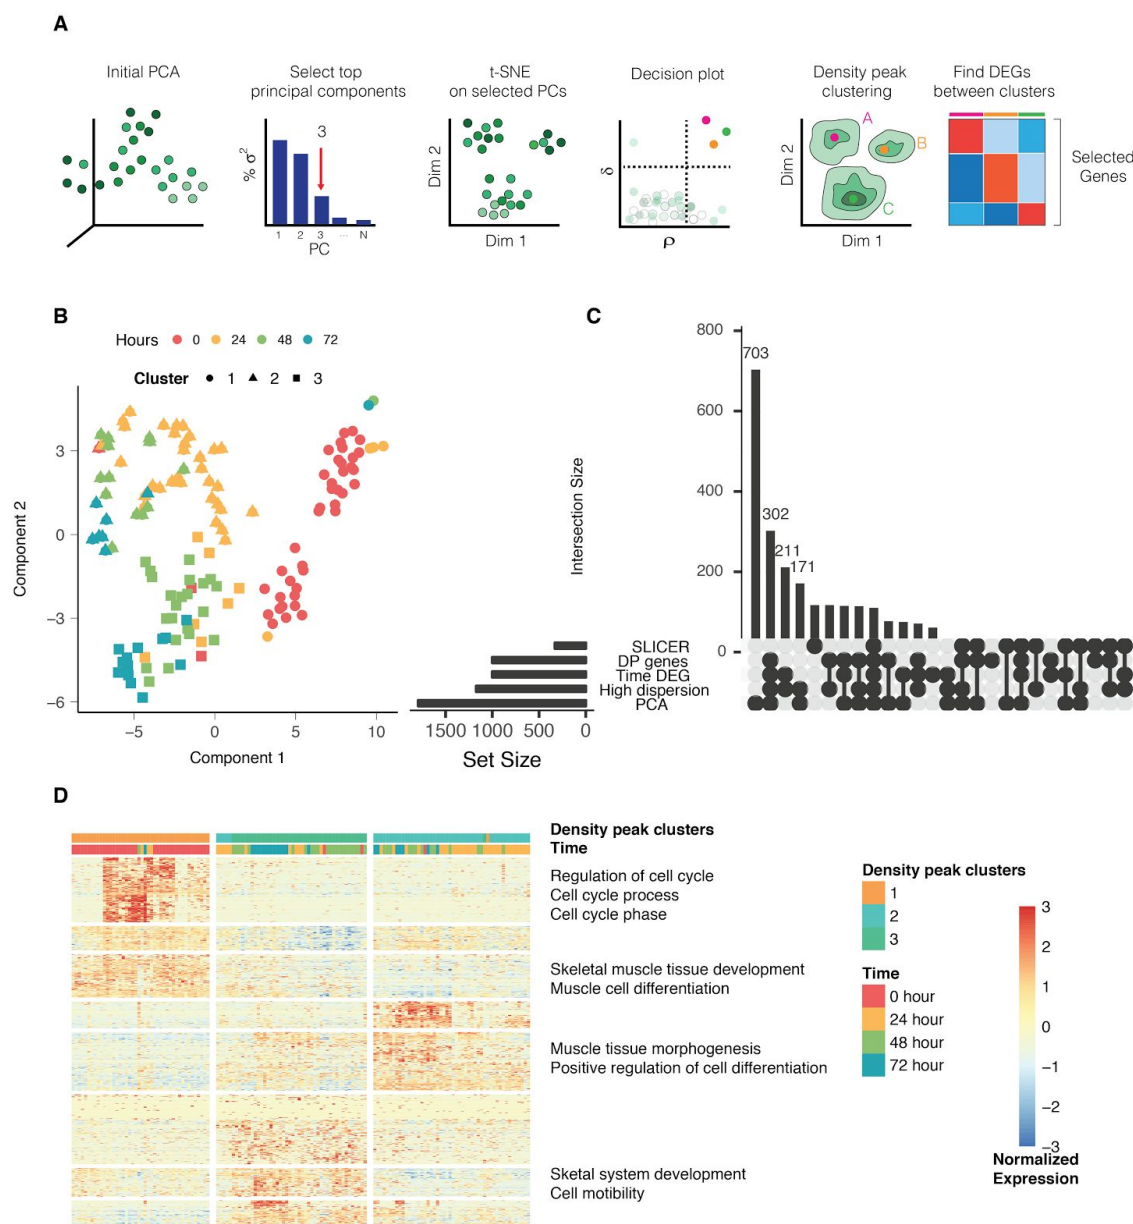 A
Initial PCA
Select top
principal components
t-SNE
on selected PCs
Decision plot
Density peak
clustering
Find DEGs
between clusters
% σ²
3
1 2 3 ... N
PC
Dim 2
Dim 1
δ
ρ
Dim 2
A
B
C
Dim 1
Selected
Genes
B
Hours 0 24 48 72
Cluster 1 2 3
Component 2
3
0
−3
−6
−5 0 5 10
Component 1
C
Intersection Size
800
600
400
200
0
703
302
211
171
SLICER
DP genes
Time DEG
High dispersion
PCA
1500 1000 500 0
Set Size
D
Density peak clusters
Time
Regulation of cell cycle
Cell cycle process
Cell cycle phase
Skeletal muscle tissue development
Muscle cell differentiation
Muscle tissue morphogenesis
Positive regulation of cell differentiation
Sketal system development
Cell motibility
Density peak clusters
1
2
3
Time
0 hour
24 hour
48 hour
72 hour
3
2
1
0
−1
−2
−3
Normalized
Expression